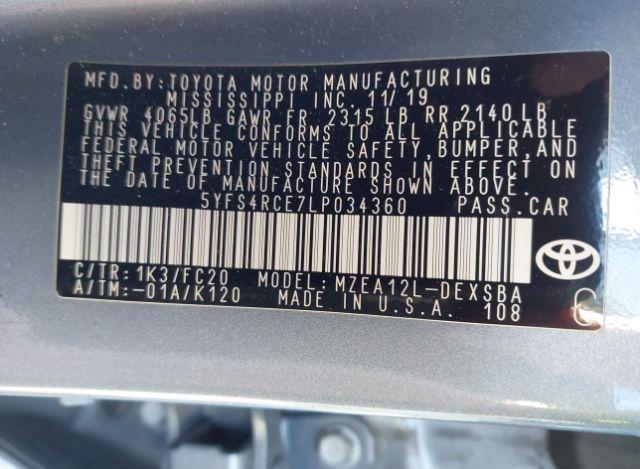 MFD.BY:TOYOTA MOTOR MANUFACTURING
MISSISSIPPI INC. 11/19
GVWR 4065LB GAWR FR 2315 LB RR 2140 LB
THIS VEHICLE CONFORMS TO ALL APPLICABLE
FEDERAL MOTOR VEHICLE SAFETY, BUMPER, AND
THEFT PREVENTION STANDARDS IN EFFECT ON
THE DATE OF MANUFACTURE SHOWN ABOVE.
5YFS4RCE7LP034360 PASS.CAR
C/TR: 1K3/FC20 MODEL: MZEA12L-DEXSBA
A/TM: -01A/K120 MADE IN U.S.A. 108 C